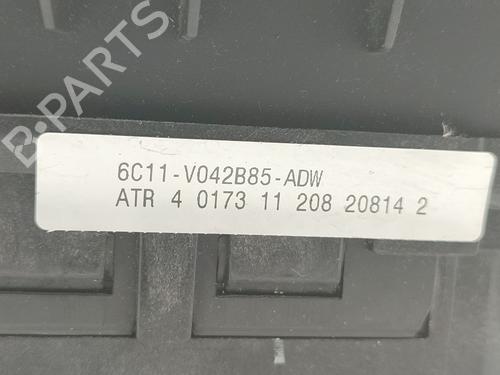 B-PARTS
6C11-V042B85-ADW
ATR 4 0173 11 208 20814 2